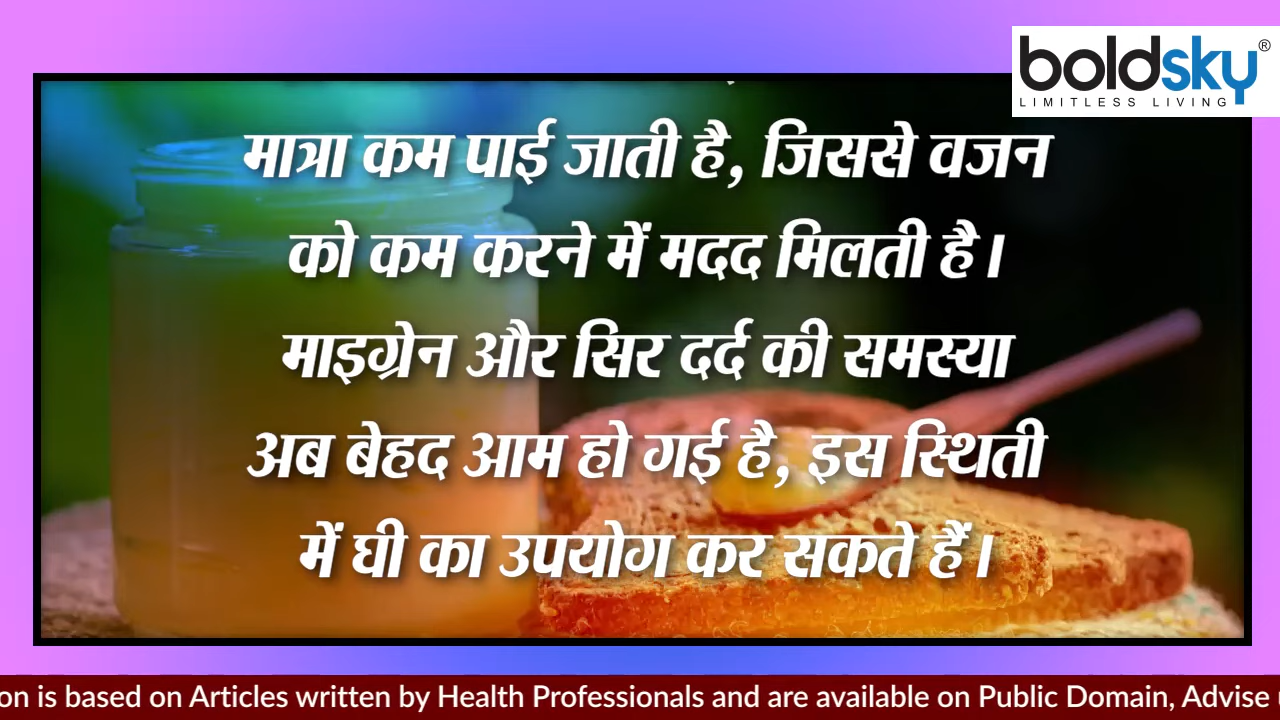 boldsky®
LIMITLESS LIVING
मात्रा कम पाई जाती है, जिससे वजन
को कम करने में मदद मिलती है।
माइग्रेन और सिर दर्द की समस्या
अब बेहद आम हो गई है, इस स्थिती
में घी का उपयोग कर सकते हैं।
on is based on Articles written by Health Professionals and are available on Public Domain, Advise